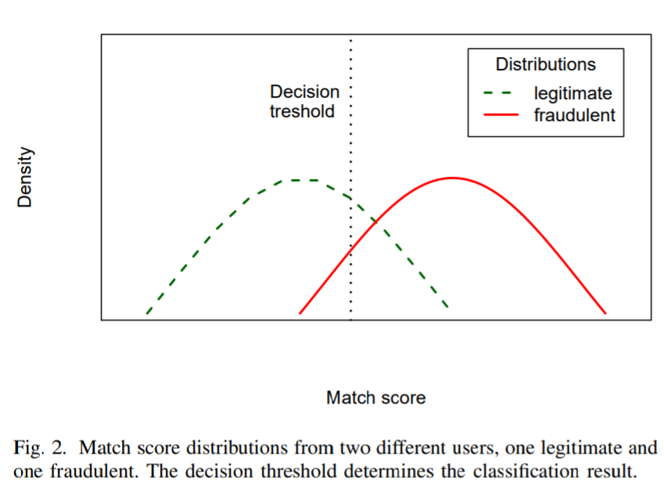 Distributions
legitimate
fraudulent
Decision
treshold
Density
Match score
Fig. 2. Match score distributions from two different users, one legitimate and
one fraudulent. The decision threshold determines the classification result.